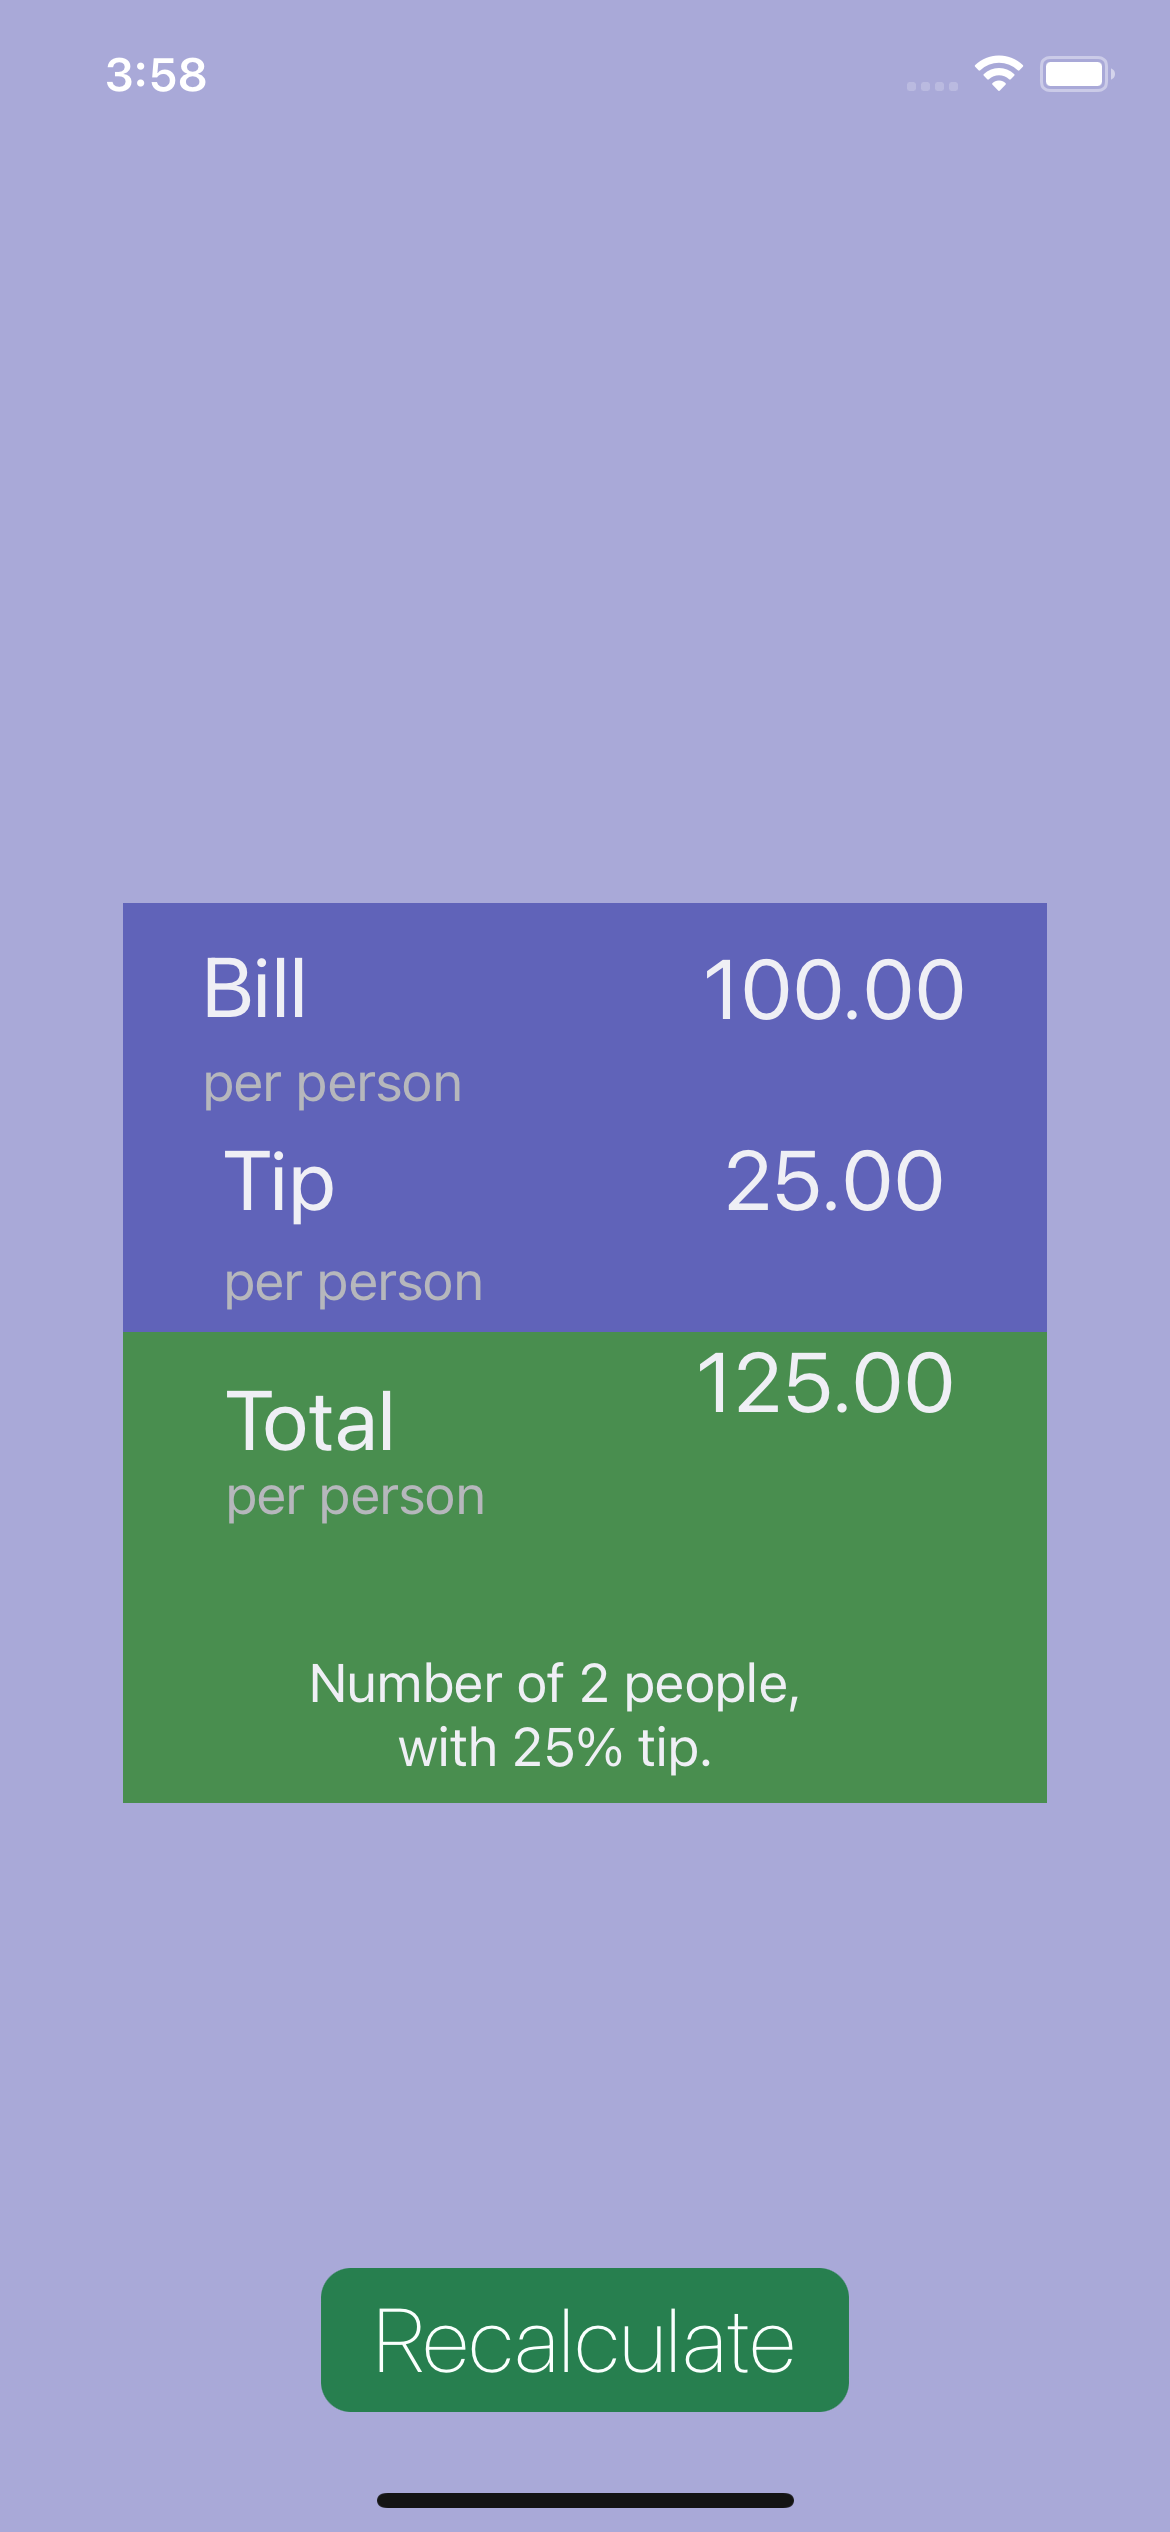 3:58
Bill 100.00
per person
Tip 25.00
per person
Total 125.00
per person
Number of 2 people,
with 25% tip.
Recalculate